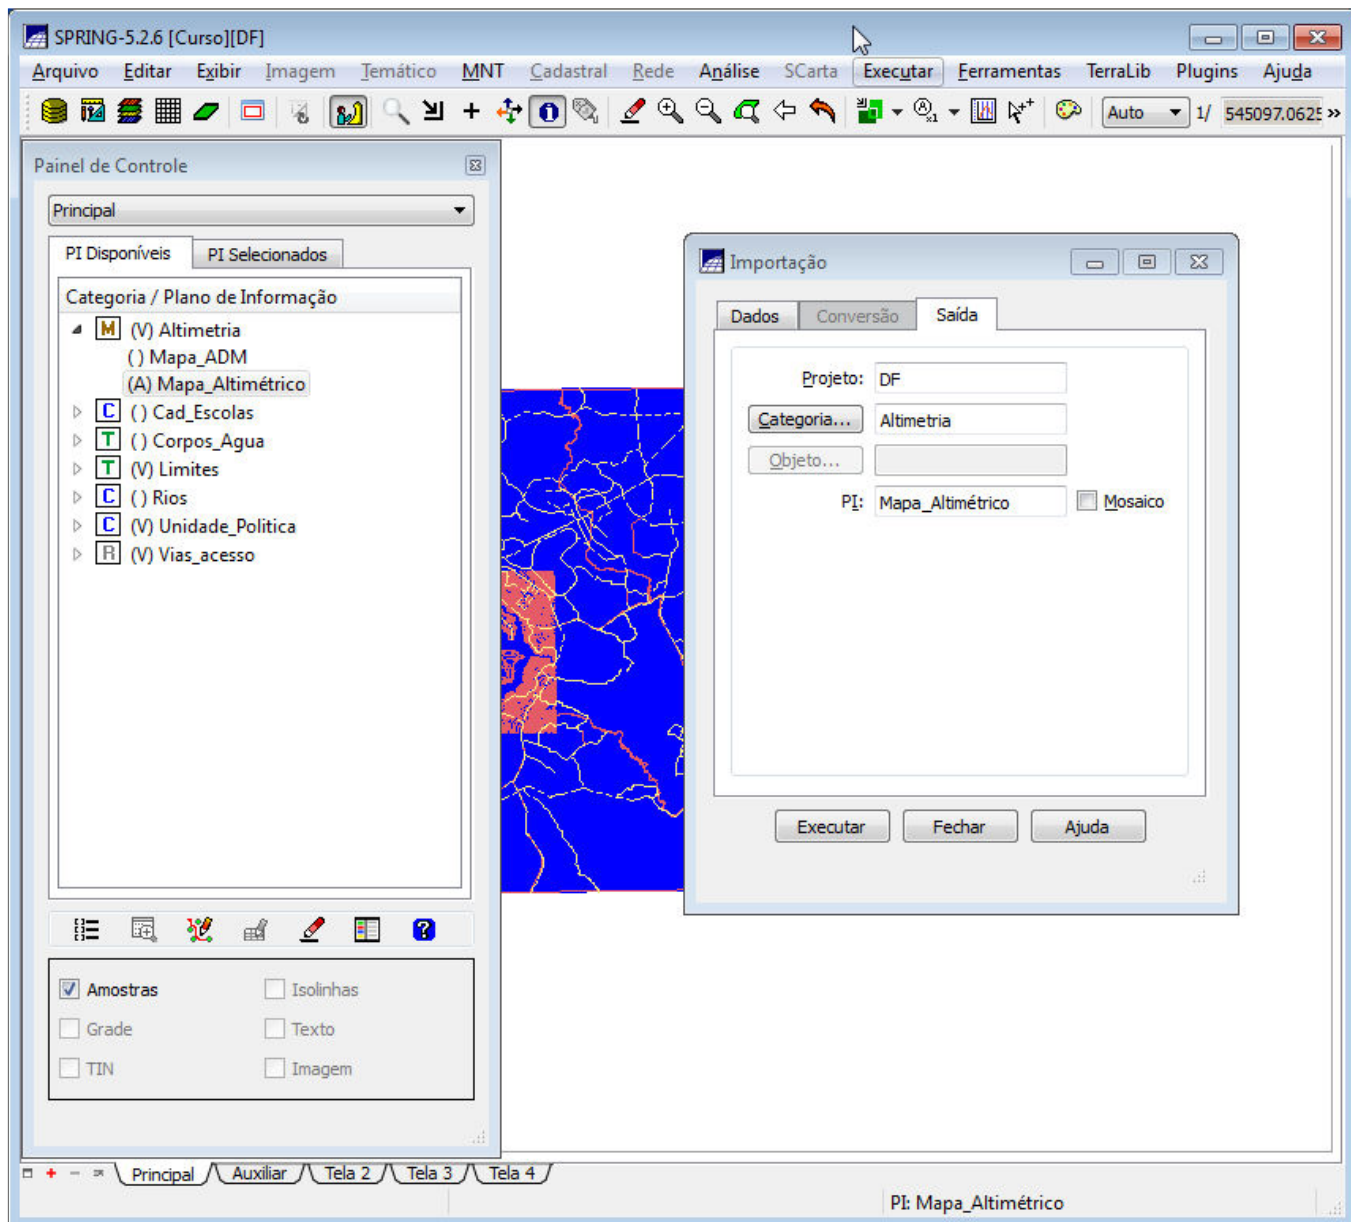 SPRING-5.2.6 [Curso][DF]
Arquivo Editar Exibir Imagem Temático MNT Cadastral Rede Análise SCarta Executar Ferramentas TerraLib Plugins Ajuda
Auto 1/ 545097.0625 »
Painel de Controle
Principal
PI Disponíveis PI Selecionados
Categoria / Plano de Informação
M (V) Altimetria
( ) Mapa_ADM
(A) Mapa_Altimétrico
C ( ) Cad_Escolas
T ( ) Corpos_Agua
T (V) Limites
C ( ) Rios
C (V) Unidade_Politica
R (V) Vias_acesso
Amostras Isolinhas
Grade Texto
TIN Imagem
Importação
Dados Conversão Saída
Projeto: DF
Categoria... Altimetria
Objeto...
PI: Mapa_Altimétrico Mosaico
Executar Fechar Ajuda
Principal Auxiliar Tela 2 Tela 3 Tela 4
PI: Mapa_Altimétrico